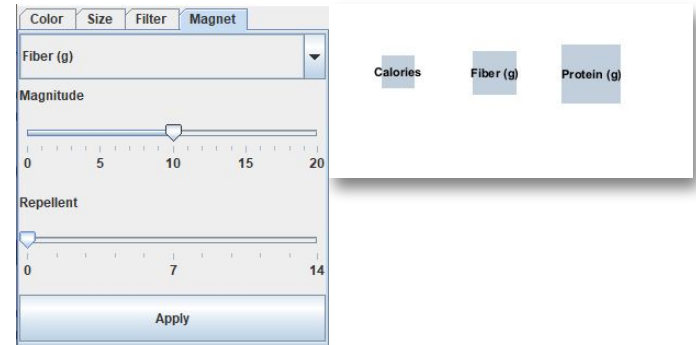 Color Size Filter Magnet
Fiber (g)
Magnitude
0 5 10 15 20
Repellent
0 7 14
Apply
Calories Fiber (g) Protein (g)